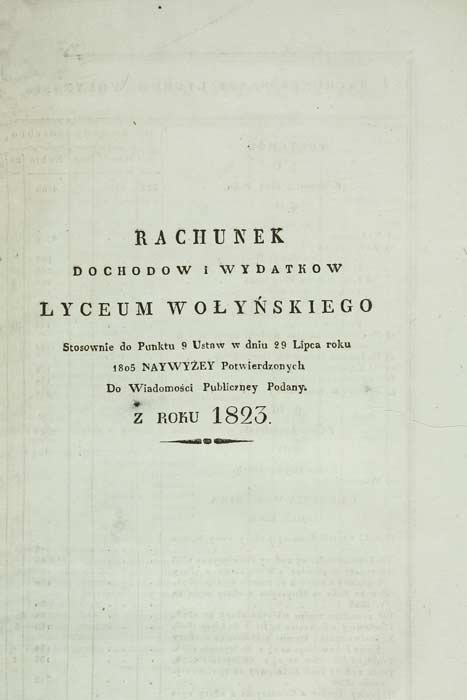 RACHUNEK
DOCHODOW I WYDATKOW
LYCEUM WOŁYŃSKIEGO
Stosownie do Punktu 9 Ustaw w dniu 29 Lipca roku
1805 NAYWYŻEY Potwierdzonych
Do Wiadomości Publiczney Podany.
Z ROKU 1823.